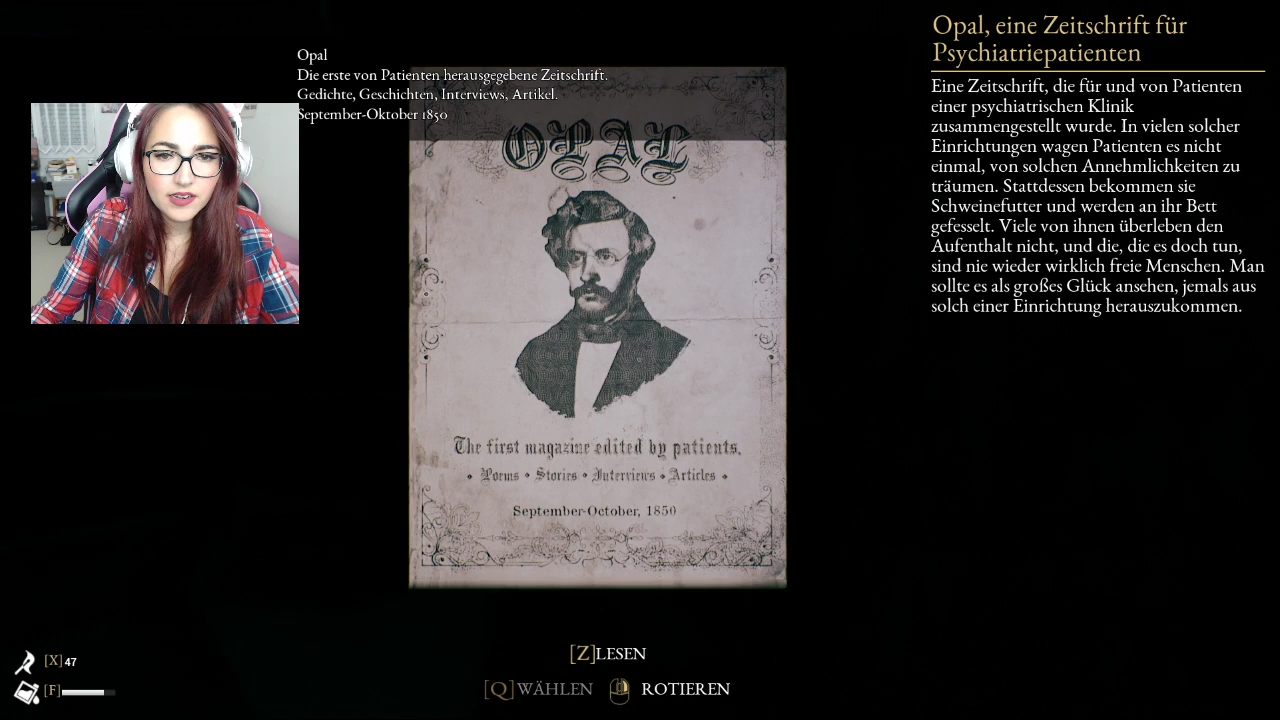 Opal
Die erste von Patienten herausgegebene Zeitschrift.
Gedichte, Geschichten, Interviews, Artikel.
September-Oktober 1850
OPAL
The first magazine edited by patients.
• Poems • Stories • Interviews • Articles •
September-October, 1850
Opal, eine Zeitschrift für
Psychiatriepatienten
Eine Zeitschrift, die für und von Patienten
einer psychiatrischen Klinik
zusammengestellt wurde. In vielen solcher
Einrichtungen wagen Patienten es nicht
einmal, von solchen Annehmlichkeiten zu
träumen. Stattdessen bekommen sie
Schweinefutter und werden an ihr Bett
gefesselt. Viele von ihnen überleben den
Aufenthalt nicht, und die, die es doch tun,
sind nie wieder wirklich freie Menschen. Man
sollte es als großes Glück ansehen, jemals aus
solch einer Einrichtung herauszukommen.
[X] 47
[F]
[Z]LESEN
[Q]WÄHLEN ROTIEREN